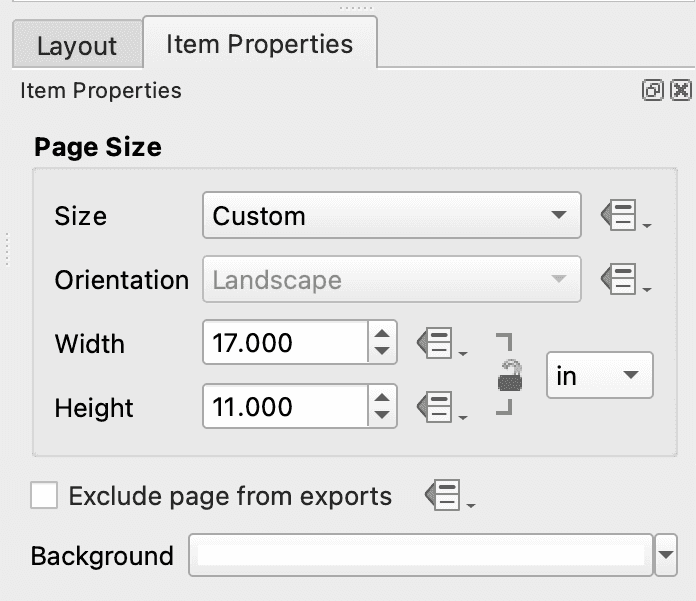 Layout
Item Properties
Item Properties
Page Size
Size
Custom
Orientation
Landscape
Width
17.000
Height
11.000
in
Exclude page from exports
Background